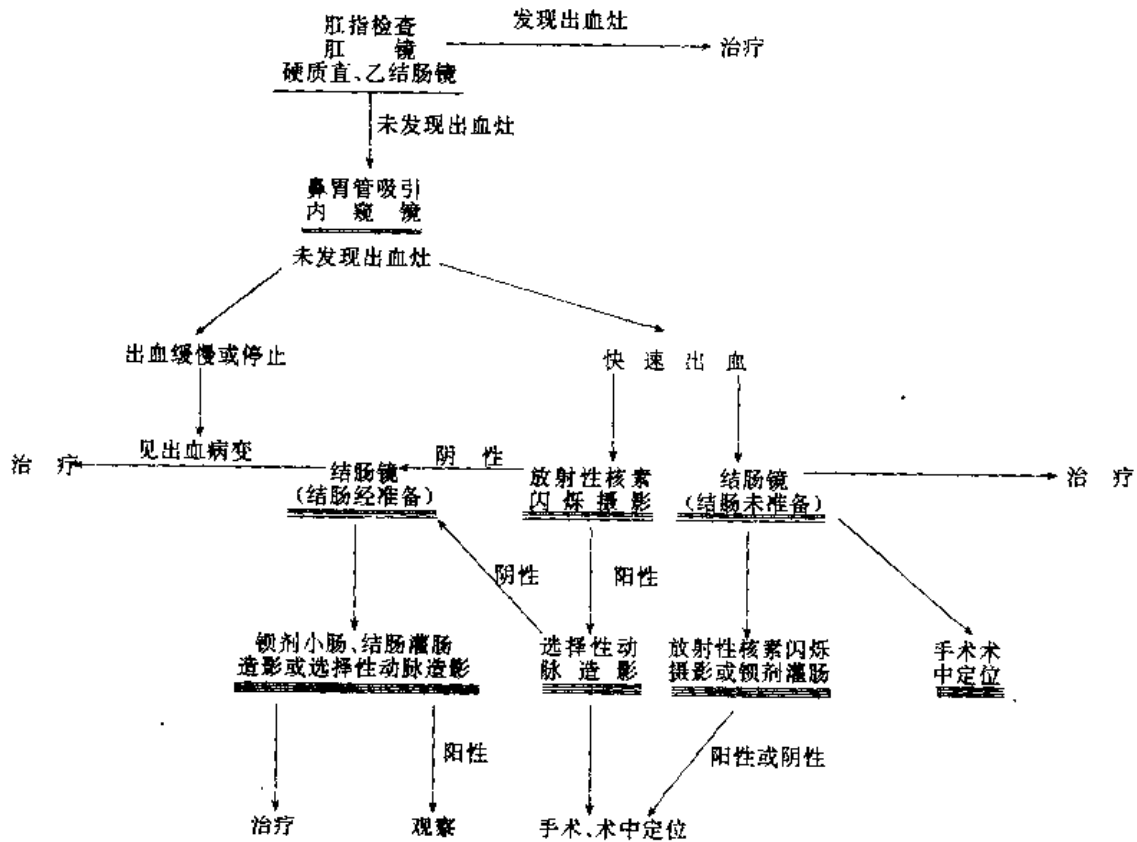 肛指检查
肛 镜
硬质直、乙结肠镜
发现出血灶
治疗
未发现出血灶
鼻胃管吸引
内 窥 镜
未发现出血灶
出血缓慢或停止
快 速 出 血
治 疗
见出血病变
结肠镜
(结肠经准备)
阴 性
放射性核素
闪 烁 摄 影
结肠镜
(结肠未准备)
治 疗
阴性
阳性
钡剂小肠、结肠灌肠
造影或选择性动脉造影
选择性动
脉 造 影
放射性核素闪烁
摄影或钡剂灌肠
手术术
中定位
阳性
阳性或阴性
治疗
观察
手术、术中定位